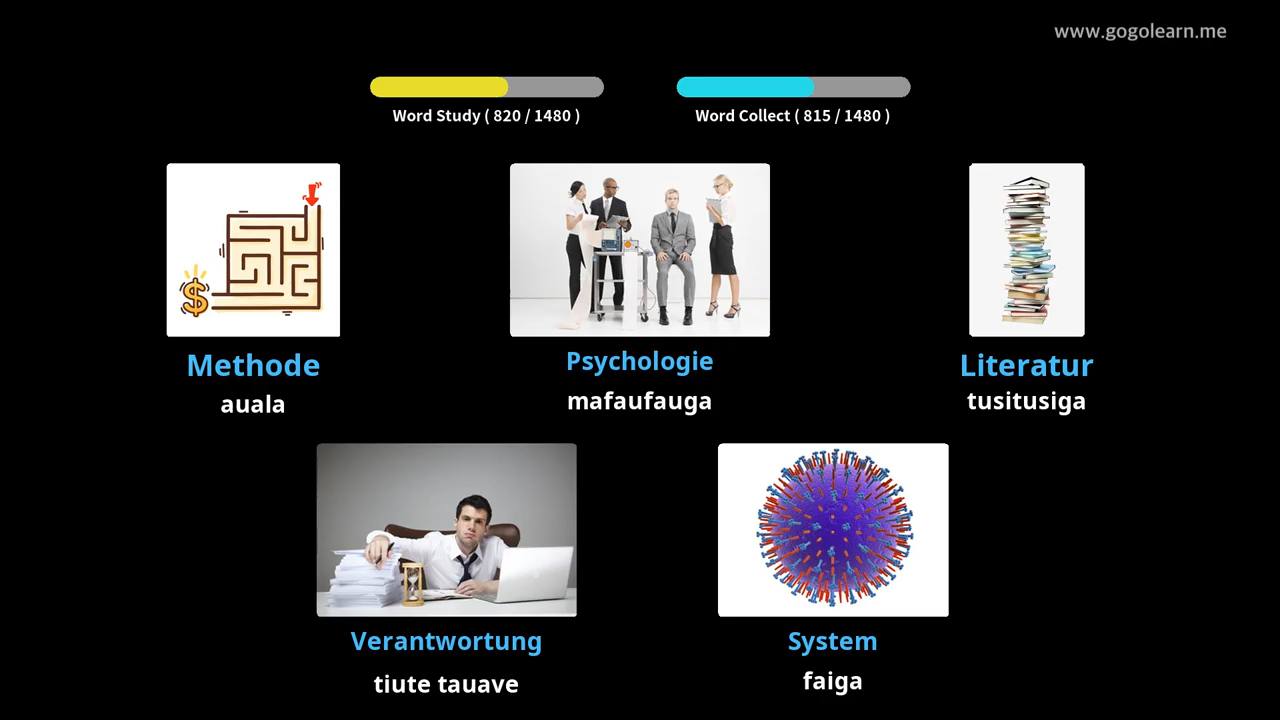 www.gogolearn.me
Word Study ( 820 / 1480 )
Word Collect ( 815 / 1480 )
Methode
auala
Psychologie
mafaufauga
Literatur
tusitusiga
Verantwortung
tiute tauave
System
faiga